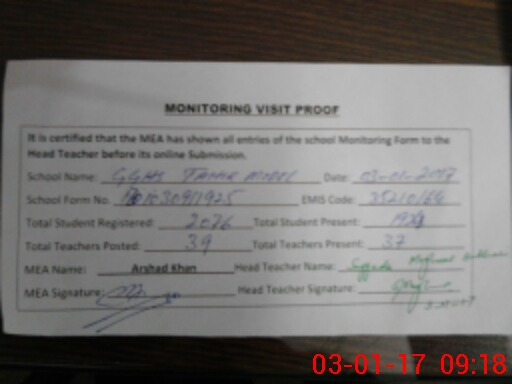 MONITORING VISIT PROOF
It is certified that the MEA has shown all entries of the school Monitoring Form to the
Head Teacher before its online Submission.
School Name: GGHS MODEL Date: 03-01-2017
School Form No. EMIS Code:
Total Student Registered: 2076 Total Student Present:
Total Teachers Posted: 39 Total Teachers Present: 37
MEA Name: Arshad Khan Head Teacher Name:
MEA Signature: Head Teacher Signature:
03-01-17 09:18